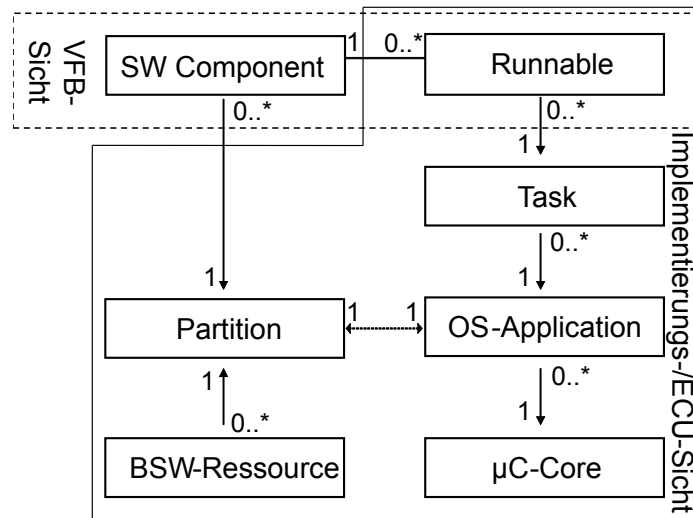 VFB-
Sicht
SW Component
1
0..*
Runnable
0..*
0..*
1
Task
0..*
1
1
Partition
1
1
OS-Application
1
0..*
0..*
1
BSW-Ressource
µC-Core
Implementierungs-/ECU-Sicht